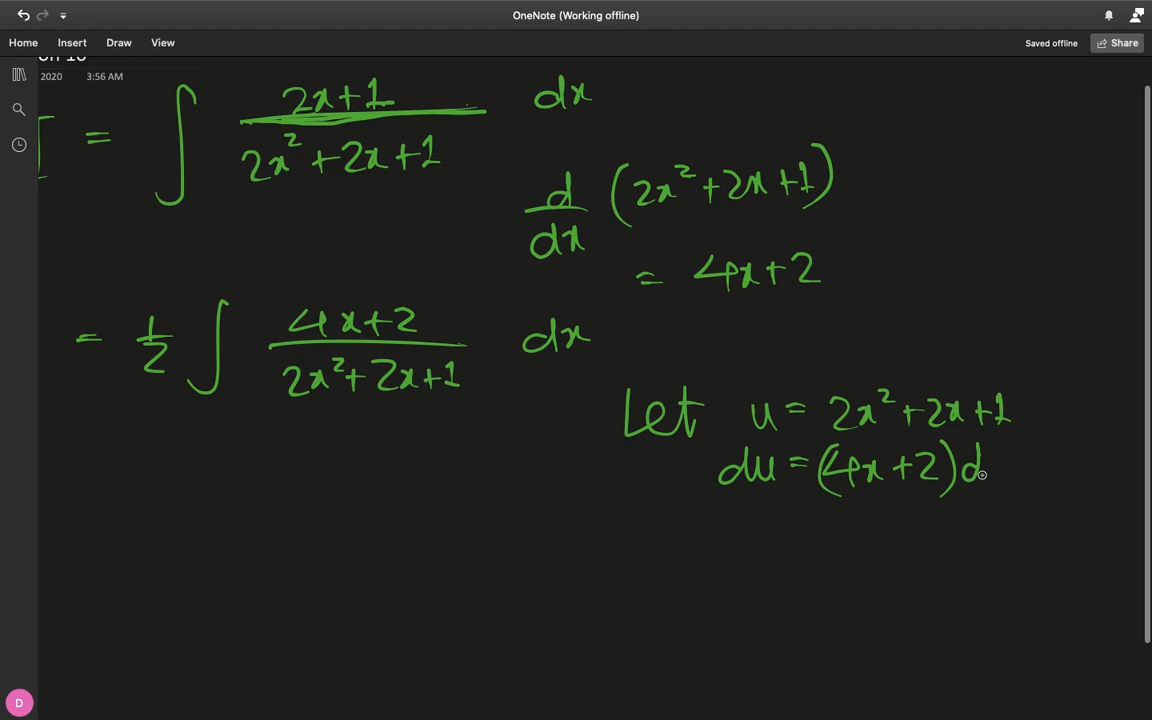 OneNote (Working offline)
Home Insert Draw View
Saved offline Share
2020 3:56 AM
= ∫ (2x+1)/(2x²+2x+1) dx
d/dx (2x²+2x+1)
= 4x+2
= 1/2 ∫ (4x+2)/(2x²+2x+1) dx
Let u = 2x²+2x+1
du = (4x+2)d
D